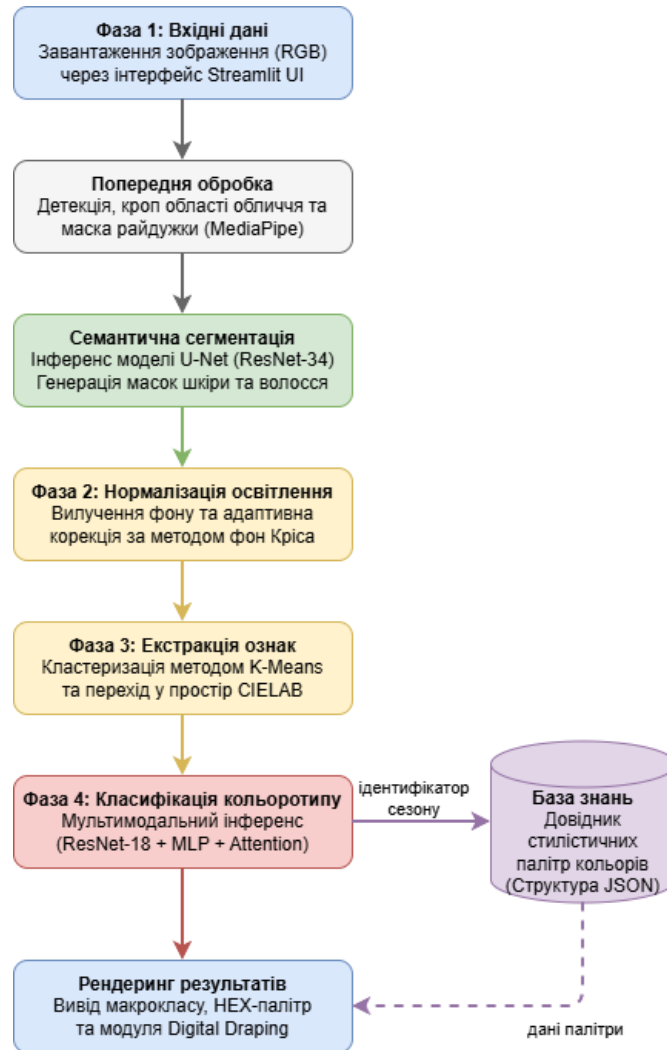 Фаза 1: Вхідні дані
Завантаження зображення (RGB)
через інтерфейс Streamlit UI
Попередня обробка
Детекція, кроп області обличчя та
маска райдужки (MediaPipe)
Семантична сегментація
Інференс моделі U-Net (ResNet-34)
Генерація масок шкіри та волосся
Фаза 2: Нормалізація освітлення
Вилучення фону та адаптивна
корекція за методом фон Кріса
Фаза 3: Екстракція ознак
Кластеризація методом K-Means
та перехід у простір CIELAB
Фаза 4: Класифікація кольоротипу
Мультимодальний інференс
(ResNet-18 + MLP + Attention)
ідентифікатор
сезону
База знань
Довідник
стилістичних
палітр кольорів
(Структура JSON)
Рендеринг результатів
Вивід макрокласу, HEX-палітр
та модуля Digital Draping
дані палітри